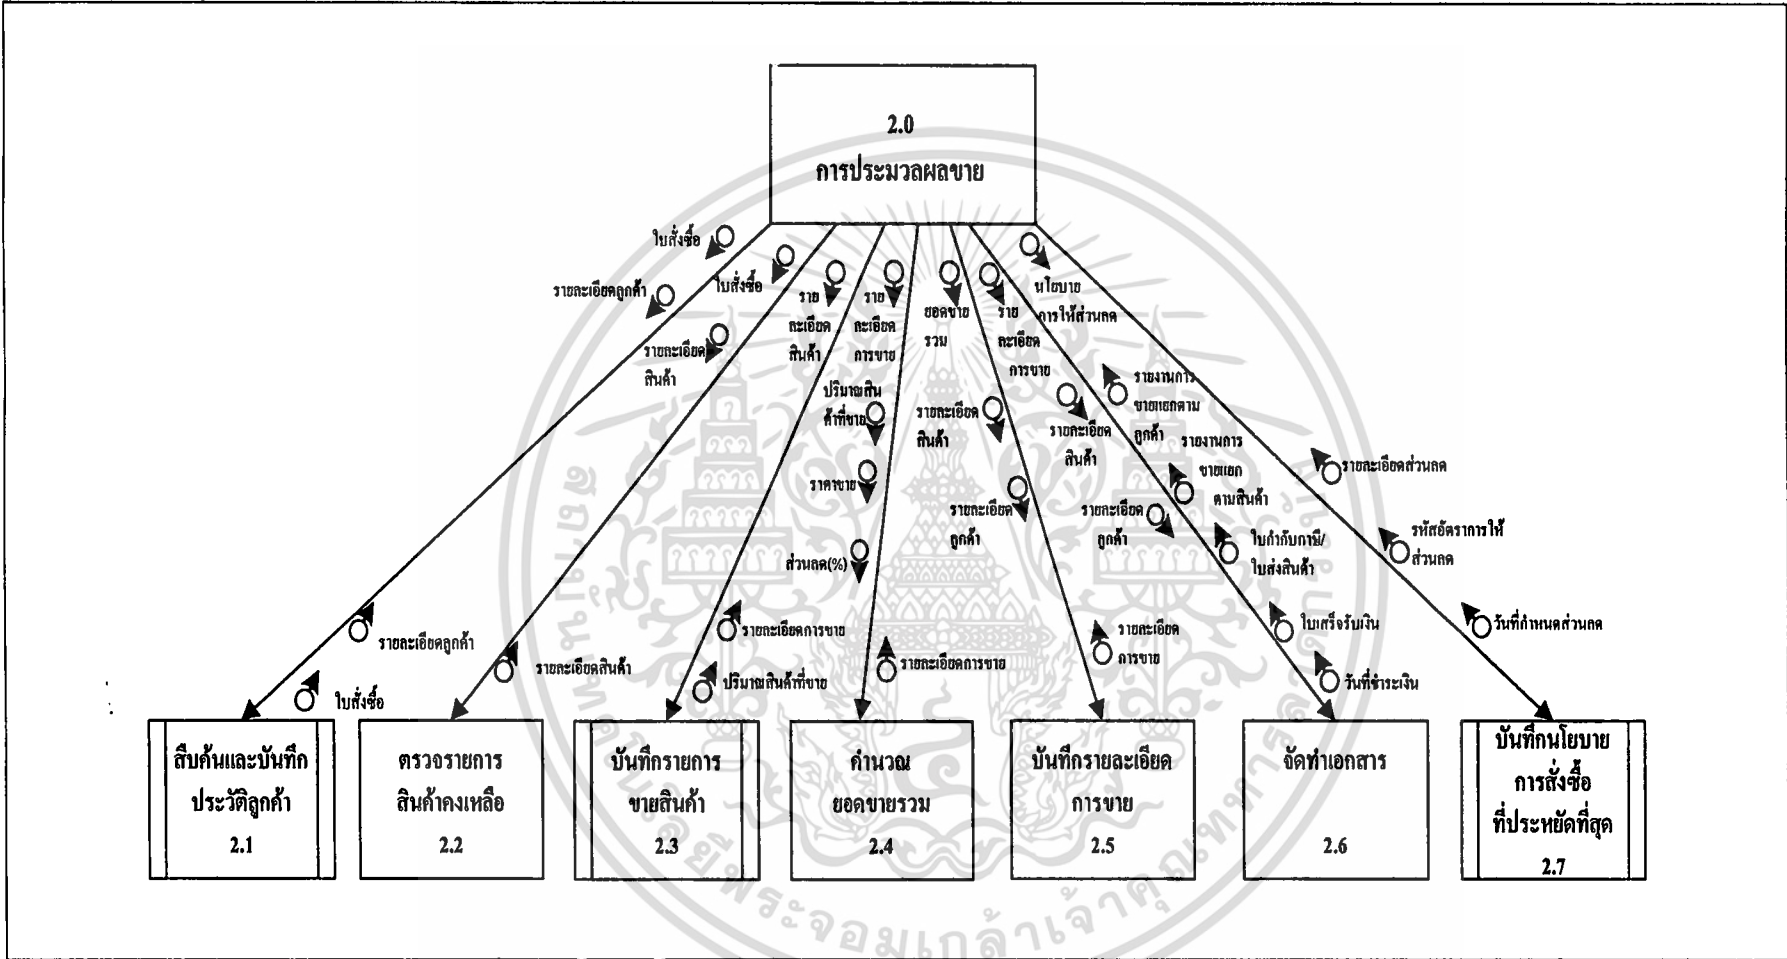 2.0
การประมวลผลขาย
ใบสั่งซื้อ
รายละเอียดลูกค้า
ใบสั่งซื้อ
รายละเอียด
สินค้า
ราย
ละเอียด
สินค้า
ราย
ละเอียด
การขาย
ปริมาณสิน
ค้าที่ขาย
ราคาขาย
ส่วนลด(%)
ยอดขาย
รวม
รายละเอียด
สินค้า
รายละเอียด
ลูกค้า
ราย
ละเอียด
การขาย
รายละเอียด
สินค้า
รายละเอียด
ลูกค้า
นโยบาย
การให้ส่วนลด
รายงานการ
ขายแยกตาม
ลูกค้า
รายงานการ
ขายแยก
ตามสินค้า
ใบกำกับภาษี/
ใบส่งสินค้า
ใบเสร็จรับเงิน
วันที่ชำระเงิน
รายละเอียดส่วนลด
รหัสอัตราการให้
ส่วนลด
วันที่กำหนดส่วนลด
รายละเอียดลูกค้า
ใบสั่งซื้อ
รายละเอียดสินค้า
รายละเอียดการขาย
ปริมาณสินค้าที่ขาย
รายละเอียดการขาย
รายละเอียด
การขาย
สืบค้นและบันทึก
ประวัติลูกค้า
2.1
ตรวจรายการ
สินค้าคงเหลือ
2.2
บันทึกรายการ
ขายสินค้า
2.3
คำนวณ
ยอดขายรวม
2.4
บันทึกรายละเอียด
การขาย
2.5
จัดทำเอกสาร
2.6
บันทึกนโยบาย
การสั่งซื้อ
ที่ประหยัดที่สุด
2.7